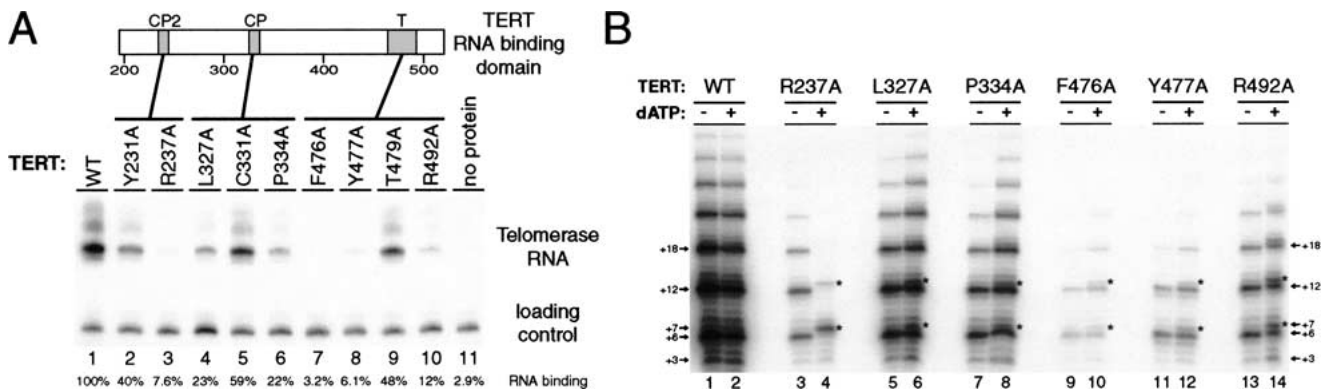 A
CP2 CP T
TERT
RNA binding
domain
200 300 400 500
TERT:
WT Y231A R237A L327A C331A P334A F476A Y477A T479A R492A no protein
Telomerase
RNA
loading
control
1 2 3 4 5 6 7 8 9 10 11
100% 40% 7.6% 23% 59% 22% 3.2% 6.1% 48% 12% 2.9% RNA binding
B
TERT: WT R237A L327A P334A F476A Y477A R492A
dATP: - + - + - + - + - + - + - +
+18 +18
* * * * * *
+12 +12
+7 * * * * * * +7
+6 +6
+3 +3
1 2 3 4 5 6 7 8 9 10 11 12 13 14